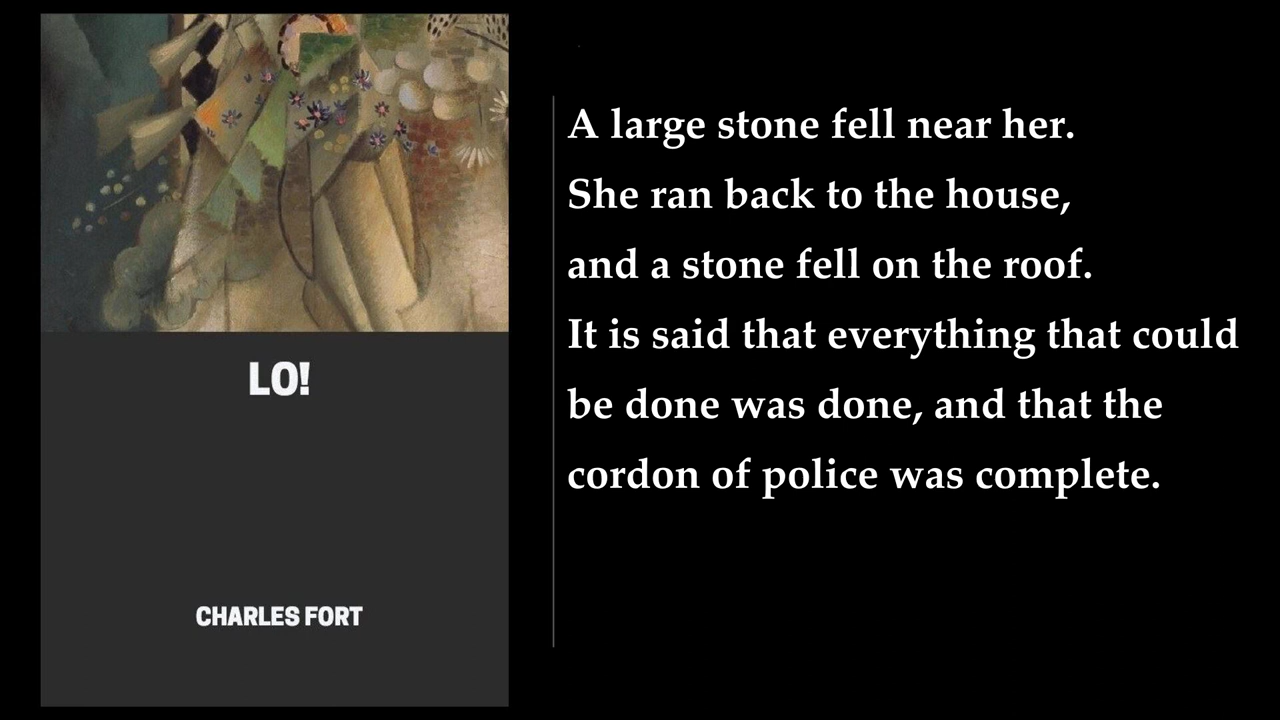 LO!
CHARLES FORT
A large stone fell near her.
She ran back to the house,
and a stone fell on the roof.
It is said that everything that could
be done was done, and that the
cordon of police was complete.